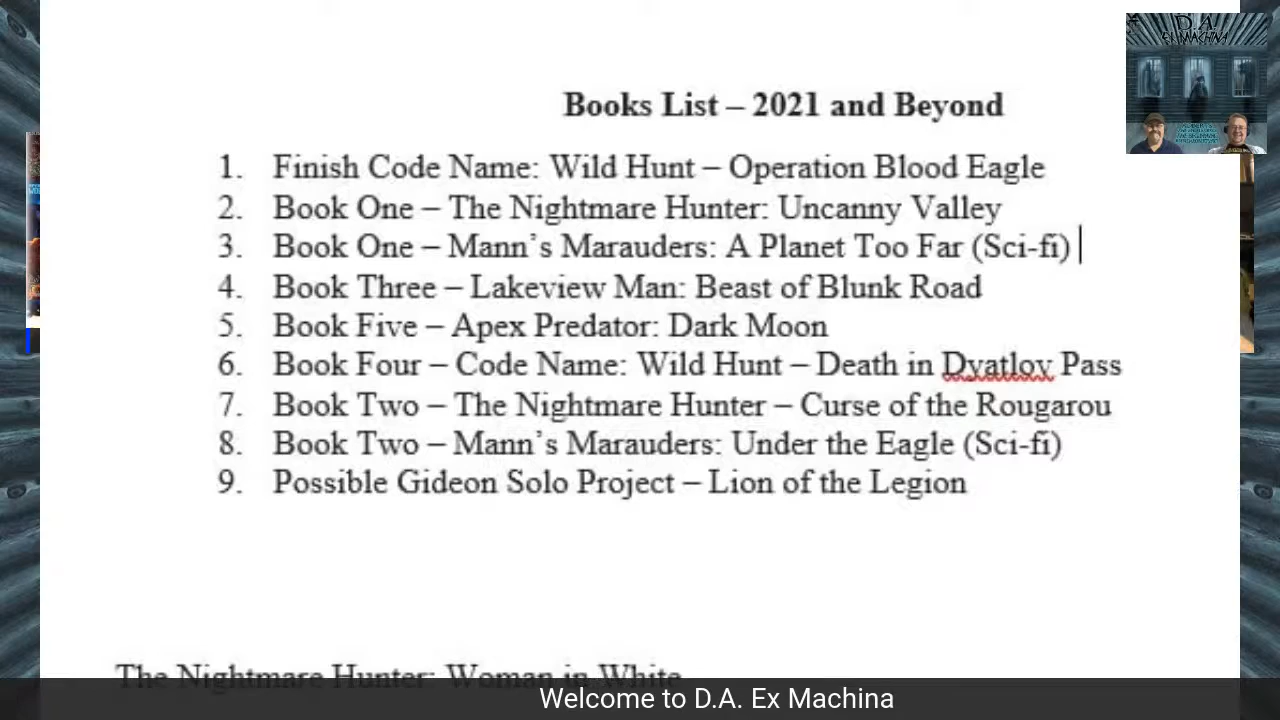 D.A.
EX MACHINA
Books List – 2021 and Beyond
1. Finish Code Name: Wild Hunt – Operation Blood Eagle
2. Book One – The Nightmare Hunter: Uncanny Valley
3. Book One – Mann's Marauders: A Planet Too Far (Sci-fi)
4. Book Three – Lakeview Man: Beast of Blunk Road
5. Book Five – Apex Predator: Dark Moon
6. Book Four – Code Name: Wild Hunt – Death in Dyatlov Pass
7. Book Two – The Nightmare Hunter – Curse of the Rougarou
8. Book Two – Mann's Marauders: Under the Eagle (Sci-fi)
9. Possible Gideon Solo Project – Lion of the Legion
The Nightmare Hunter: Woman in White
Welcome to D.A. Ex Machina